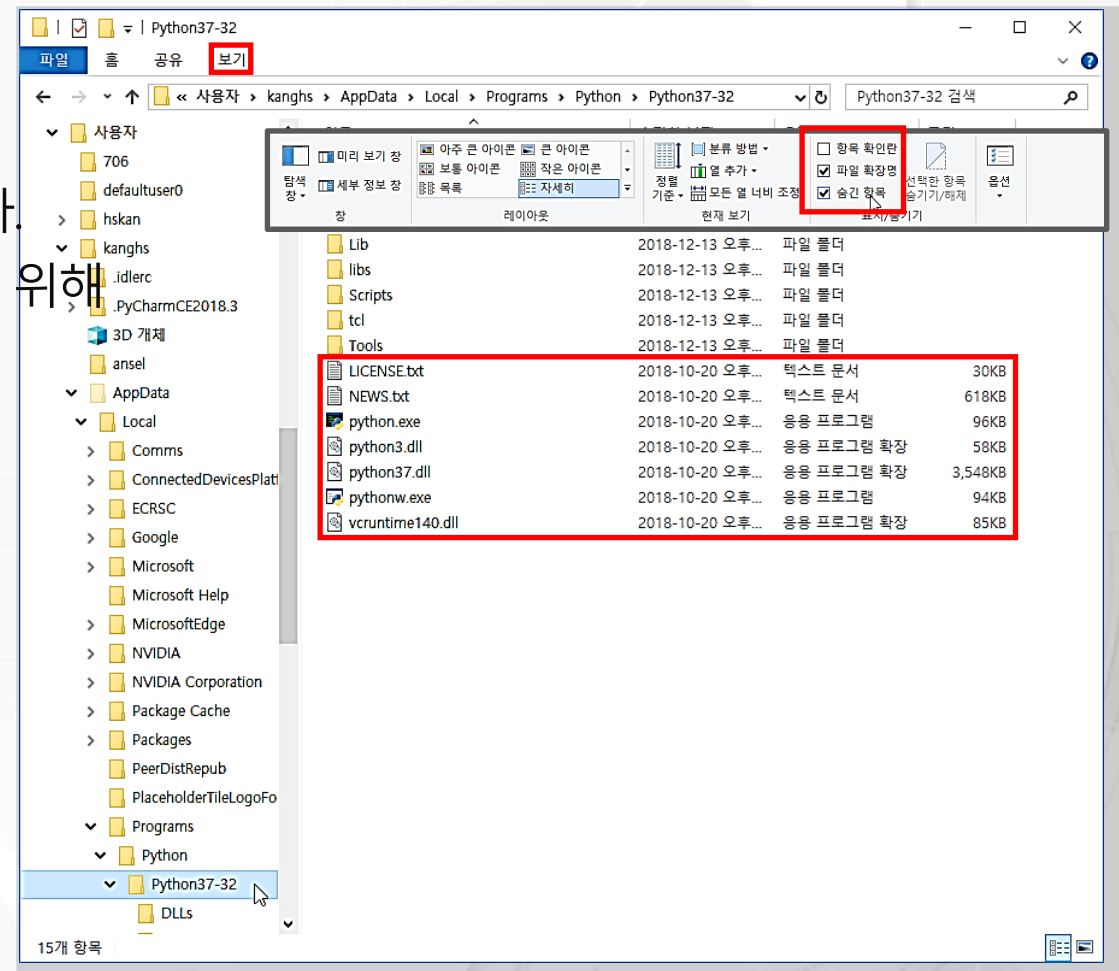 Python37-32
파일 홈 공유 보기
« 사용자 › kanghs › AppData › Local › Programs › Python › Python37-32
Python37-32 검색
탐색
창
미리 보기 창
세부 정보 창
창
아주 큰 아이콘 큰 아이콘
보통 아이콘 작은 아이콘
목록 자세히
레이아웃
정렬
기준
분류 방법
열 추가
모든 열 너비 조정
현재 보기
항목 확인란
파일 확장명
숨긴 항목
선택한 항목
숨기기/해제
표시/숨기기
옵션
위해
사용자
706
defaultuser0
hskan
kanghs
.idlerc
.PyCharmCE2018.3
3D 개체
ansel
AppData
Local
Comms
ConnectedDevicesPlatf
ECRSC
Google
Microsoft
Microsoft Help
MicrosoftEdge
NVIDIA
NVIDIA Corporation
Package Cache
Packages
PeerDistRepub
PlaceholderTileLogoFo
Programs
Python
Python37-32
DLLs
Lib 2018-12-13 오후... 파일 폴더
libs 2018-12-13 오후... 파일 폴더
Scripts 2018-12-13 오후... 파일 폴더
tcl 2018-12-13 오후... 파일 폴더
Tools 2018-12-13 오후... 파일 폴더
LICENSE.txt 2018-10-20 오후... 텍스트 문서 30KB
NEWS.txt 2018-10-20 오후... 텍스트 문서 618KB
python.exe 2018-10-20 오후... 응용 프로그램 96KB
python3.dll 2018-10-20 오후... 응용 프로그램 확장 58KB
python37.dll 2018-10-20 오후... 응용 프로그램 확장 3,548KB
pythonw.exe 2018-10-20 오후... 응용 프로그램 94KB
vcruntime140.dll 2018-10-20 오후... 응용 프로그램 확장 85KB
15개 항목